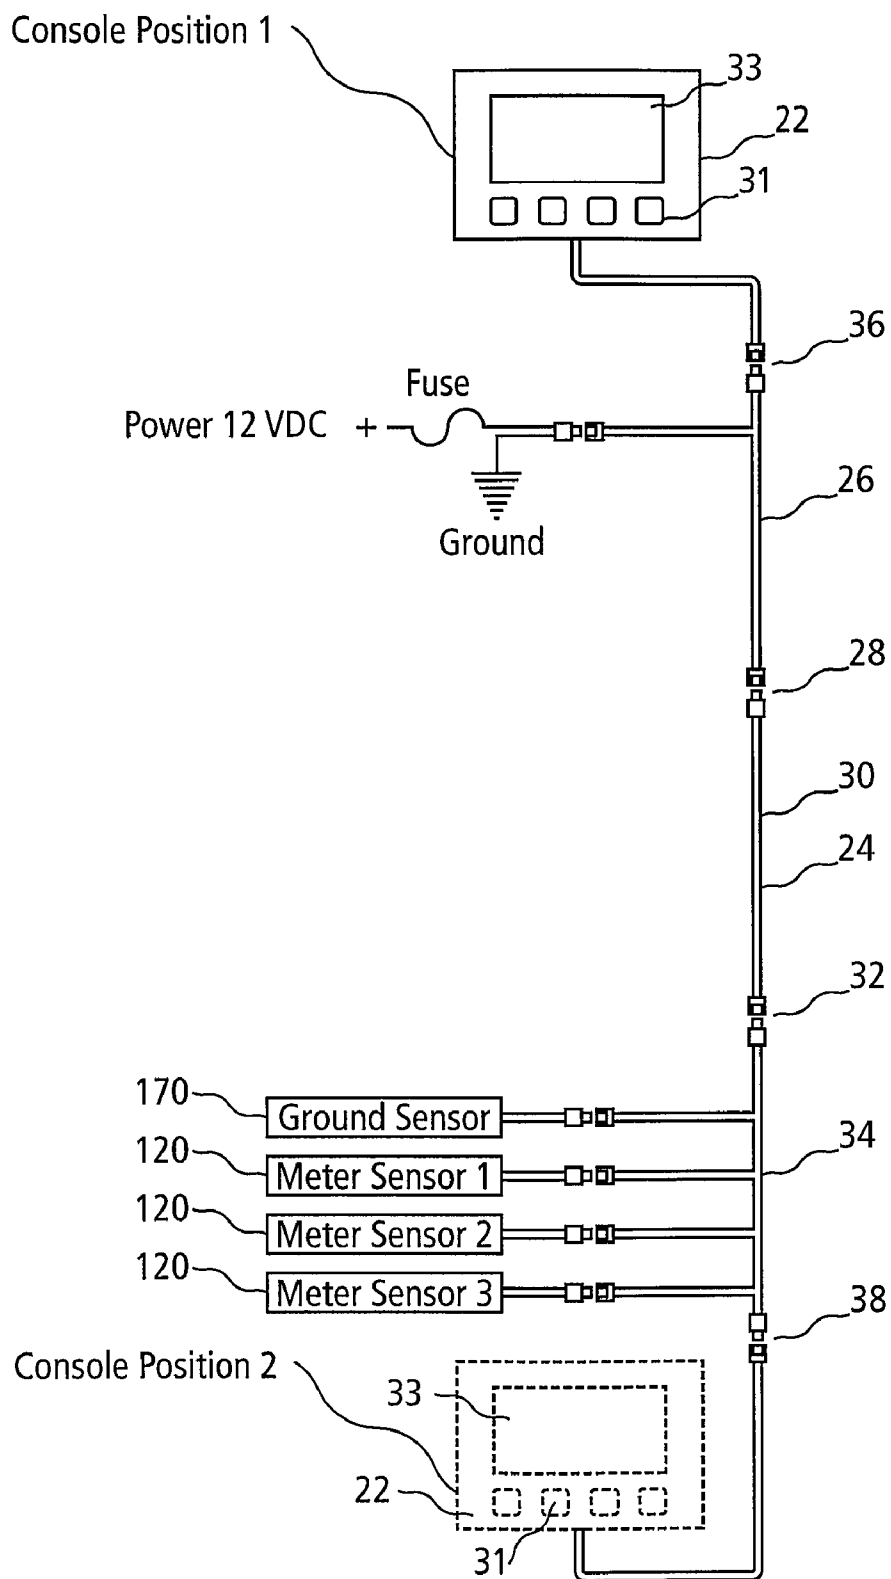 Console Position 1
33
22
31
36
Fuse
Power 12 VDC +
26
Ground
28
30
24
32
170
Ground Sensor
120
Meter Sensor 1
34
120
Meter Sensor 2
120
Meter Sensor 3
38
Console Position 2
33
22
31